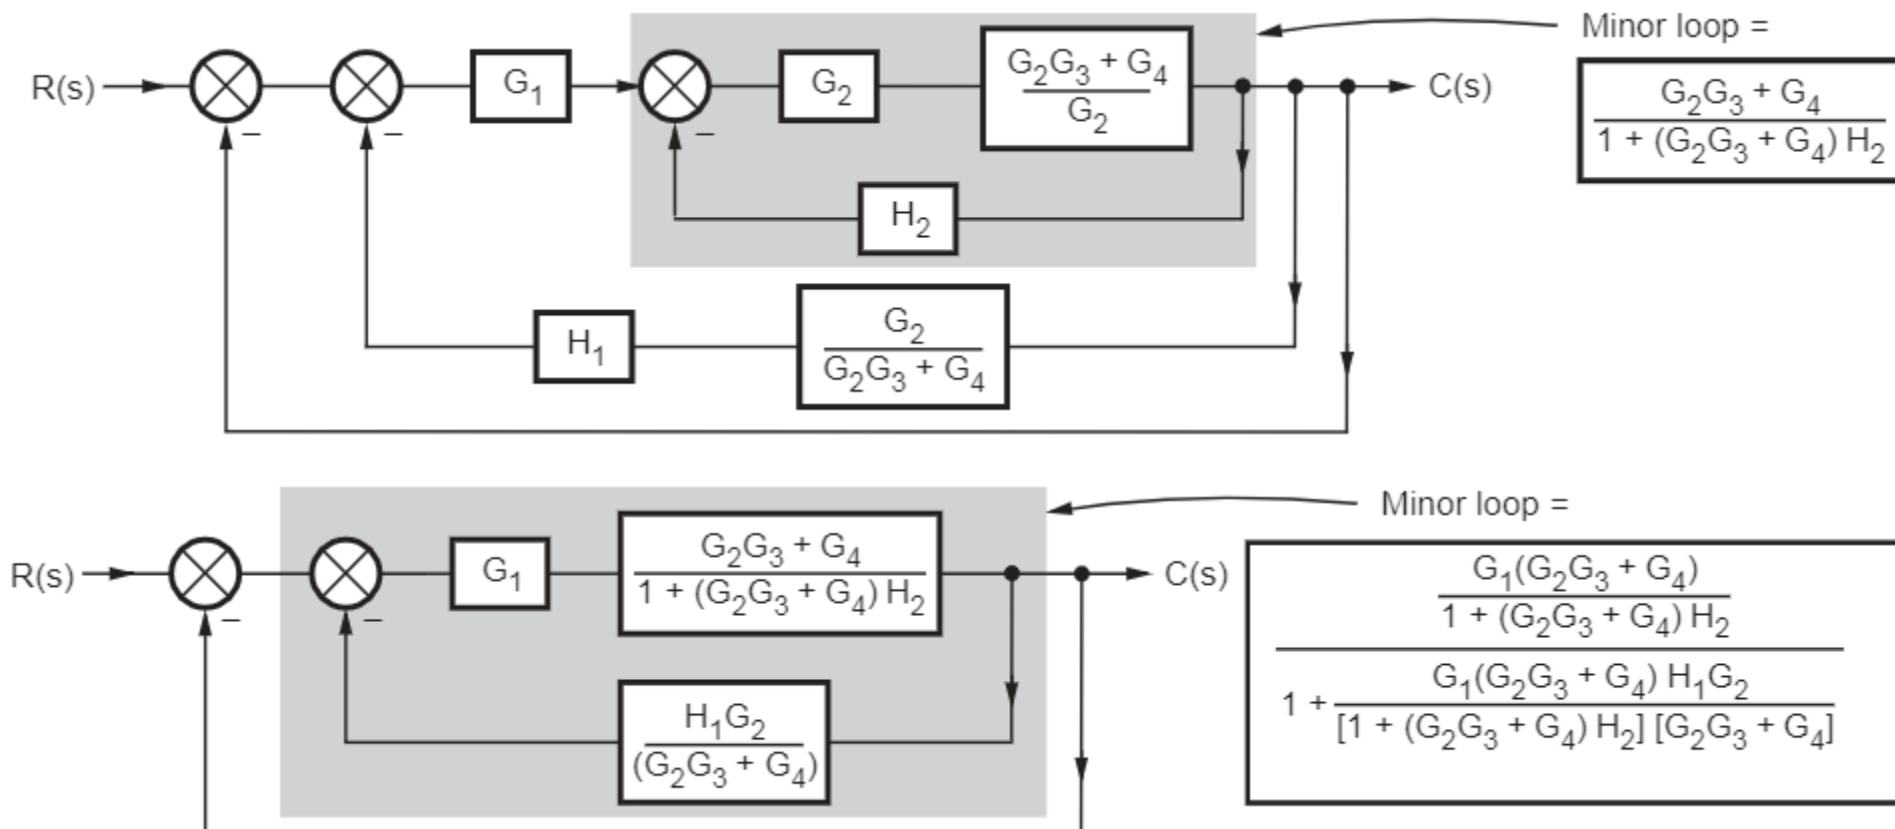 Minor loop =
R(s) G₁ G₂ (G₂G₃ + G₄)/G₂ C(s)
– – –
(G₂G₃ + G₄)/(1 + (G₂G₃ + G₄) H₂)
H₂
H₁ G₂/(G₂G₃ + G₄)
Minor loop =
R(s) G₁ (G₂G₃ + G₄)/(1 + (G₂G₃ + G₄) H₂) C(s)
– –
H₁G₂/(G₂G₃ + G₄)
G₁(G₂G₃ + G₄)
1 + (G₂G₃ + G₄) H₂
G₁(G₂G₃ + G₄) H₁G₂
1 +
[1 + (G₂G₃ + G₄) H₂] [G₂G₃ + G₄]